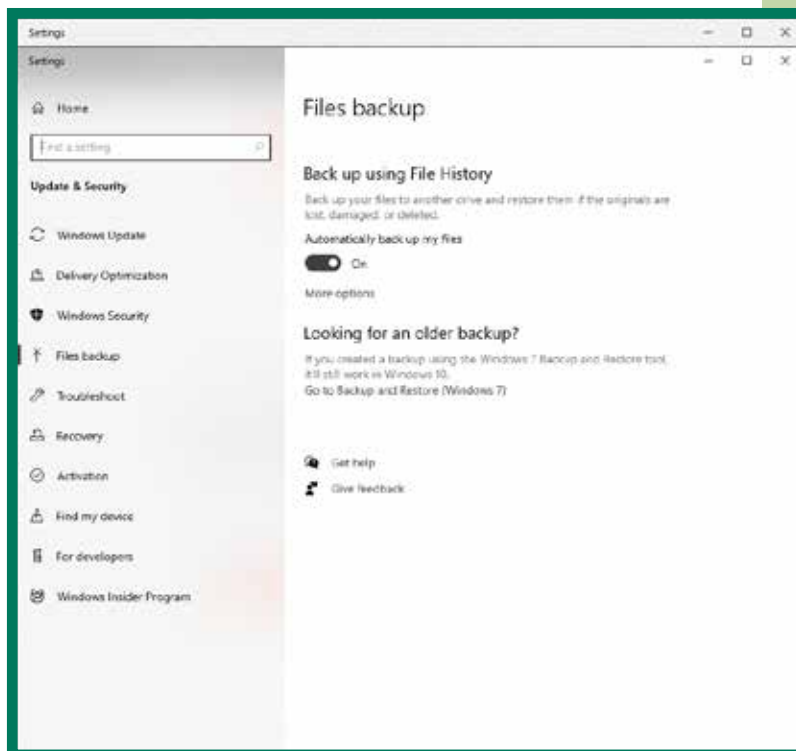 Settings
Settings
Home
Find a setting
Update & Security
Windows Update
Delivery Optimization
Windows Security
Files backup
Troubleshoot
Recovery
Activation
Find my device
For developers
Windows Insider Program
Files backup
Back up using File History
Back up your files to another drive and restore them if the originals are
lost, damaged, or deleted.
Automatically back up my files
On
More options
Looking for an older backup?
If you created a backup using the Windows 7 Backup and Restore tool,
it'll still work in Windows 10.
Go to Backup and Restore (Windows 7)
Get help
Give feedback